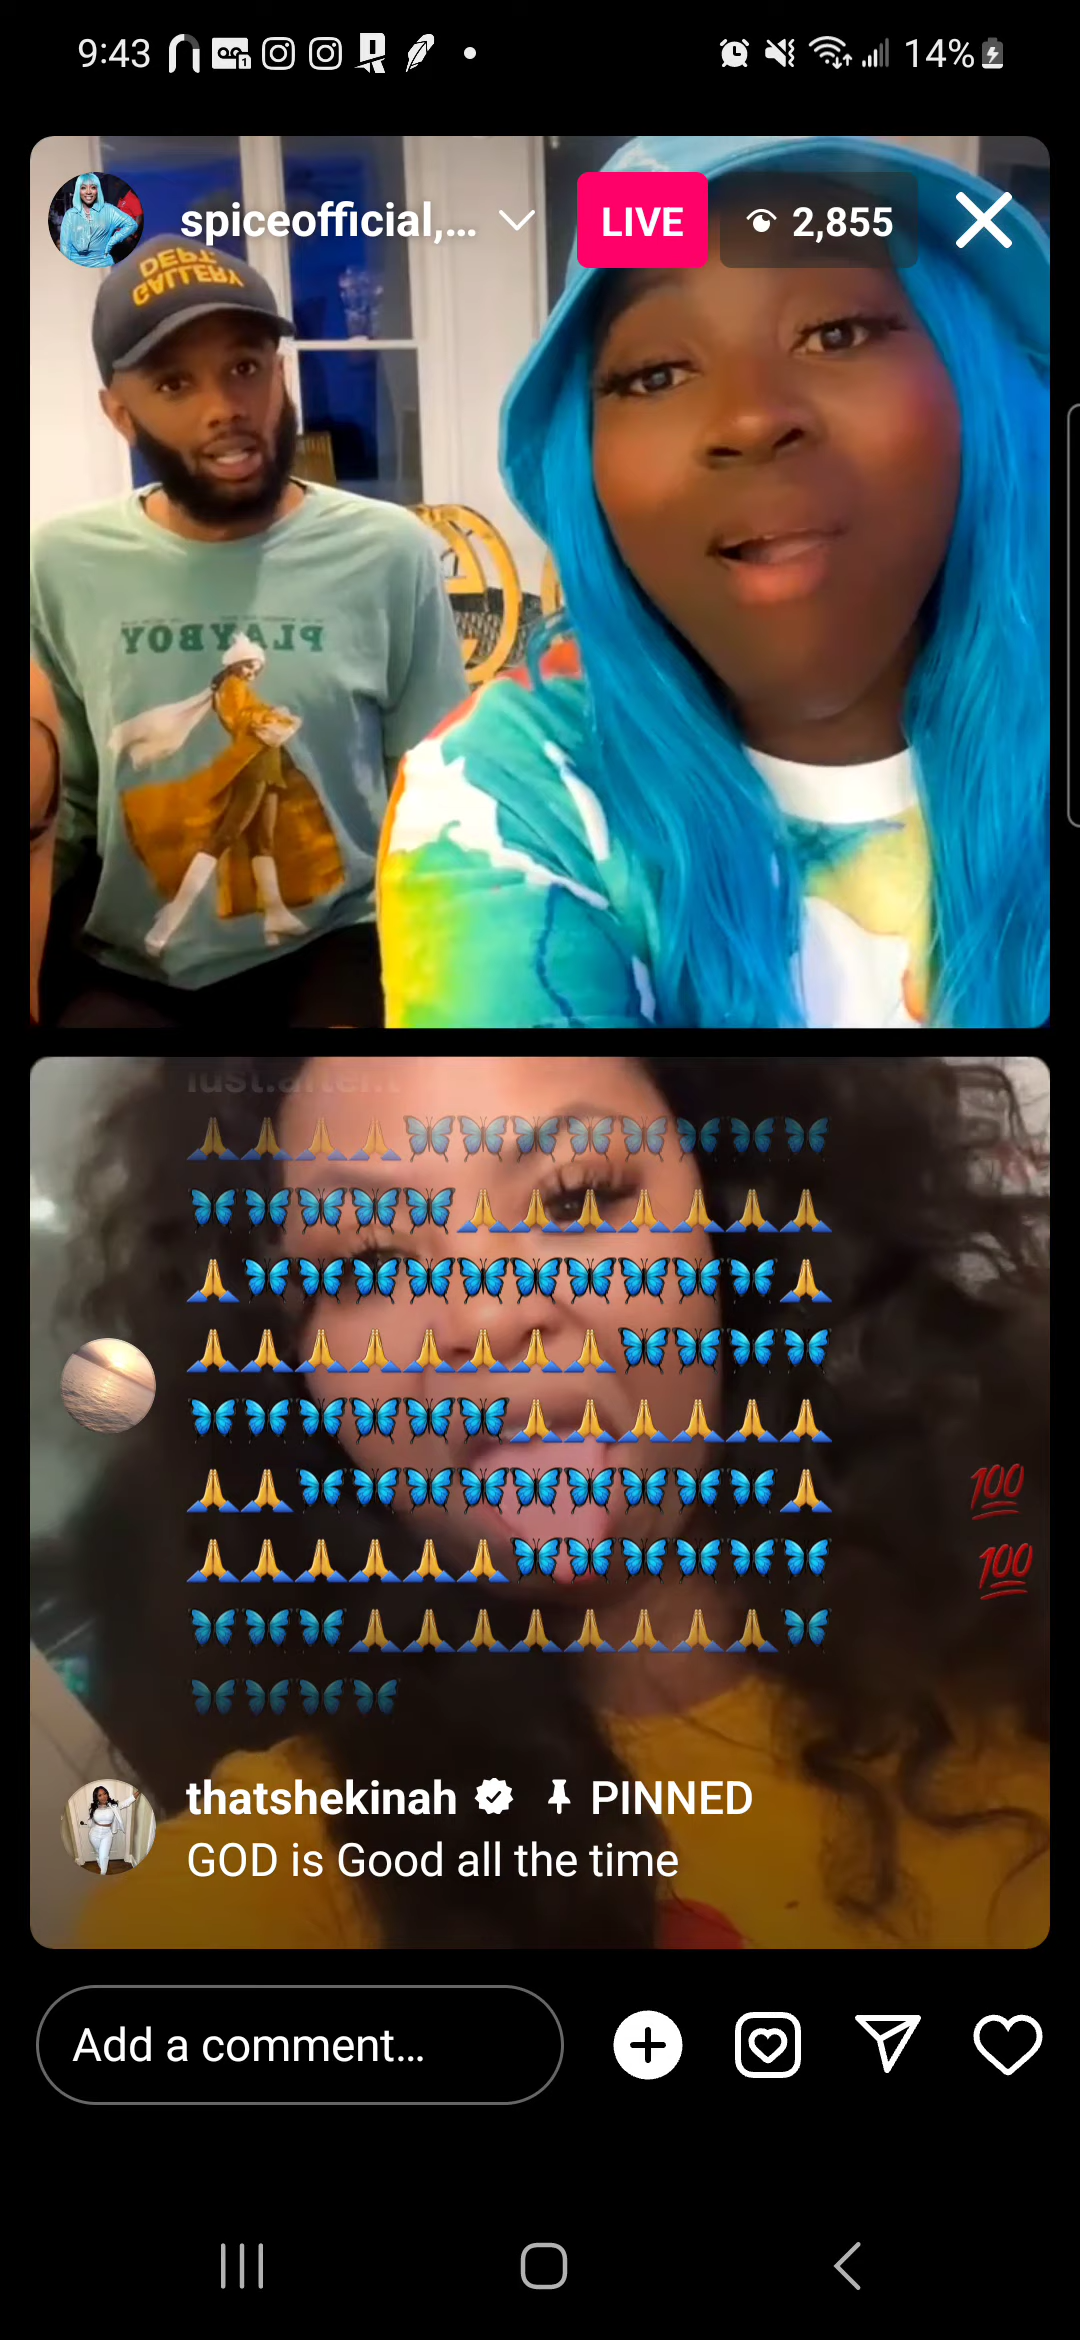 9:43
14%
spiceofficial,...
LIVE
2,855
DEPT
GALLERY
PLAYBOY
🙏🙏🙏🙏🦋🦋🦋🦋🦋🦋🦋🦋
🦋🦋🦋🦋🦋🙏🙏🙏🙏🙏🙏🙏
🙏🦋🦋🦋🦋🦋🦋🦋🦋🦋🦋🙏
🙏🙏🙏🙏🙏🙏🙏🙏🦋🦋🦋🦋
🦋🦋🦋🦋🦋🦋🙏🙏🙏🙏🙏🙏
🙏🙏🦋🦋🦋🦋🦋🦋🦋🦋🦋🙏
🙏🙏🙏🙏🙏🙏🦋🦋🦋🦋🦋🦋
🦋🦋🦋🙏🙏🙏🙏🙏🙏🙏🙏🦋
🦋🦋🦋🦋
💯
💯
thatshekinah PINNED
GOD is Good all the time
Add a comment...